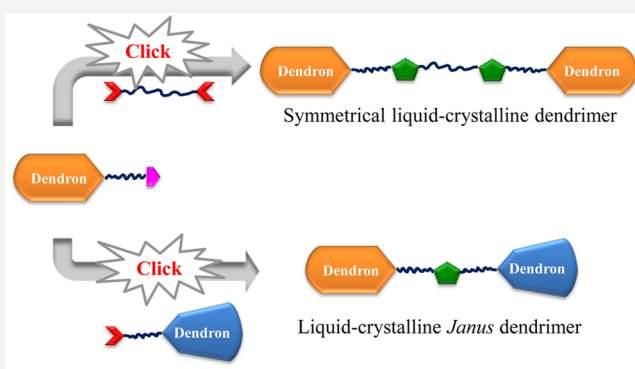 Click
Dendron
Dendron
Symmetrical liquid-crystalline dendrimer
Dendron
Click
Dendron
Dendron
Dendron
Liquid-crystalline Janus dendrimer